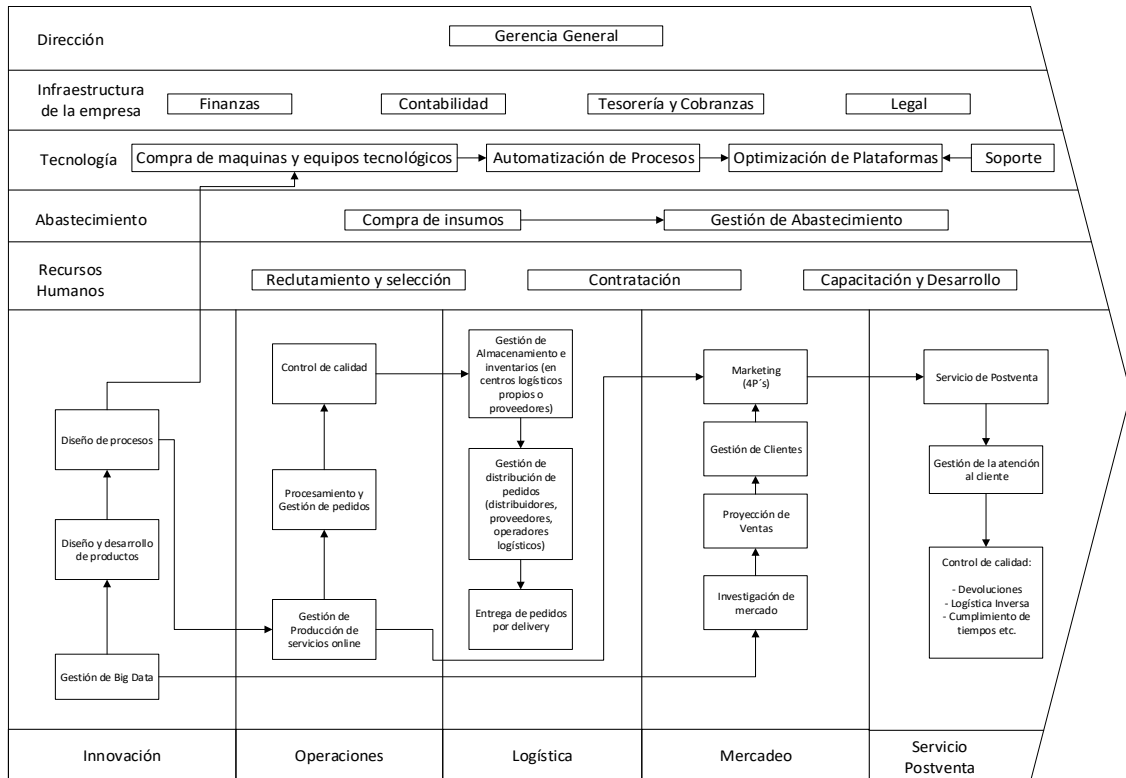 Dirección
Gerencia General
Infraestructura
de la empresa
Finanzas
Contabilidad
Tesorería y Cobranzas
Legal
Tecnología
Compra de maquinas y equipos tecnológicos
Automatización de Procesos
Optimización de Plataformas
Soporte
Abastecimiento
Compra de insumos
Gestión de Abastecimiento
Recursos
Humanos
Reclutamiento y selección
Contratación
Capacitación y Desarrollo
Diseño de procesos
Diseño y desarrollo
de productos
Gestión de Big Data
Control de calidad
Procesamiento y
Gestión de pedidos
Gestión de
Producción de
servicios online
Gestión de
Almacenamiento e
inventarios (en
centros logísticos
propios o
proveedores)
Gestión de
distribución de
pedidos
(distribuidores,
proveedores,
operadores
logísticos)
Entrega de pedidos
por delivery
Marketing
(4P´s)
Gestión de Clientes
Proyección de
Ventas
Investigación de
mercado
Servicio de Postventa
Gestión de la atención
al cliente
Control de calidad:
- Devoluciones
- Logística Inversa
- Cumplimiento de
tiempos etc.
Innovación
Operaciones
Logística
Mercadeo
Servicio
Postventa